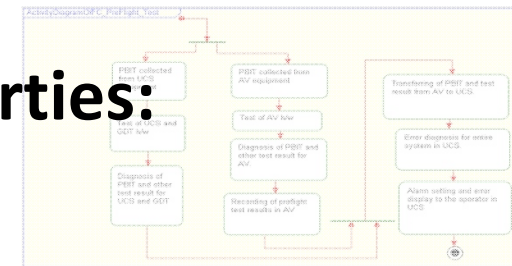 ActivityDiagramOPC_PreFlight_Test
rties:
PBIT collected
from UCS
equipment
Test of UCS and
GDT h/w
Diagnosis of
PBIT and other
test result for
UCS and GDT
PBIT collected from
AV equipment
Test of AV h/w
Diagnosis of PBIT and
other test result for
AV.
Recording of preflight
test results in AV
Transferring of PBIT and test
result from AV to UCS.
Error diagnosis for entire
system in UCS.
Alarm setting and error
display to the operator in
UCS.